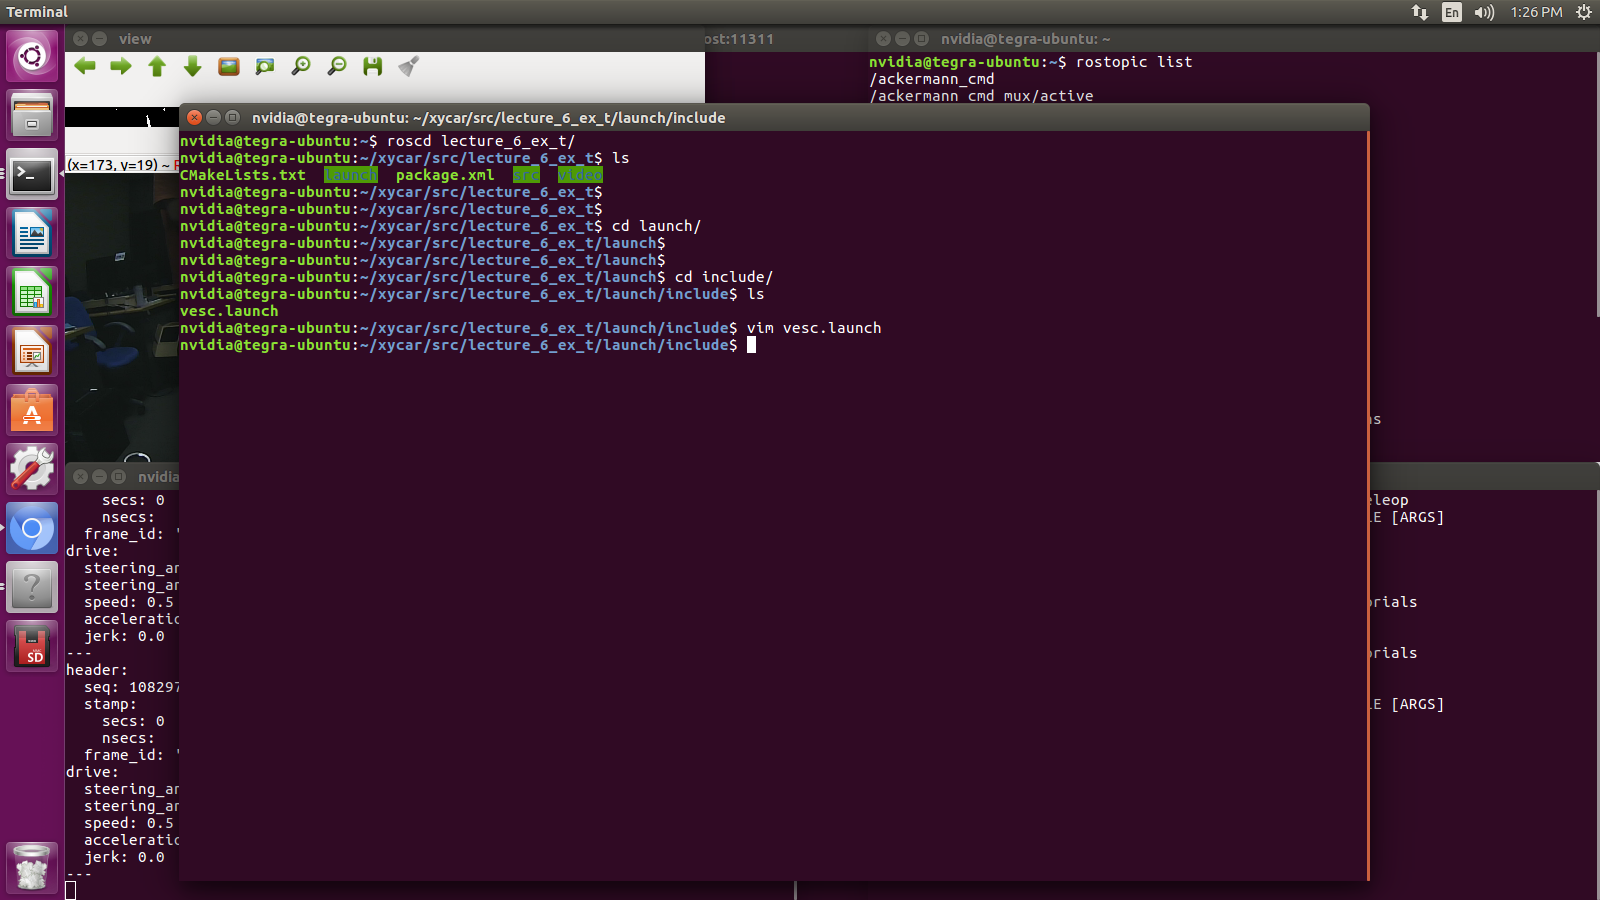 Terminal
En
1:26 PM
view
ost:11311
nvidia@tegra-ubuntu: ~
nvidia@tegra-ubuntu:~$ rostopic list
/ackermann_cmd
/ackermann_cmd_mux/active
(x=173, y=19) ~
nvidia@tegra-ubuntu: ~/xycar/src/lecture_6_ex_t/launch/include
nvidia@tegra-ubuntu:~$ roscd lecture_6_ex_t/
nvidia@tegra-ubuntu:~/xycar/src/lecture_6_ex_t$ ls
CMakeLists.txt launch package.xml src video
nvidia@tegra-ubuntu:~/xycar/src/lecture_6_ex_t$
nvidia@tegra-ubuntu:~/xycar/src/lecture_6_ex_t$
nvidia@tegra-ubuntu:~/xycar/src/lecture_6_ex_t$ cd launch/
nvidia@tegra-ubuntu:~/xycar/src/lecture_6_ex_t/launch$
nvidia@tegra-ubuntu:~/xycar/src/lecture_6_ex_t/launch$
nvidia@tegra-ubuntu:~/xycar/src/lecture_6_ex_t/launch$ cd include/
nvidia@tegra-ubuntu:~/xycar/src/lecture_6_ex_t/launch/include$ ls
vesc.launch
nvidia@tegra-ubuntu:~/xycar/src/lecture_6_ex_t/launch/include$ vim vesc.launch
nvidia@tegra-ubuntu:~/xycar/src/lecture_6_ex_t/launch/include$
nvidia
secs: 0
nsecs:
frame_id: '
drive:
steering_an
steering_an
speed: 0.5
acceleratio
jerk: 0.0
---
header:
seq: 108297
stamp:
secs: 0
nsecs:
frame_id: '
drive:
steering_an
steering_an
speed: 0.5
acceleratio
jerk: 0.0
---
eleop
E [ARGS]
rials
rials
E [ARGS]
SD